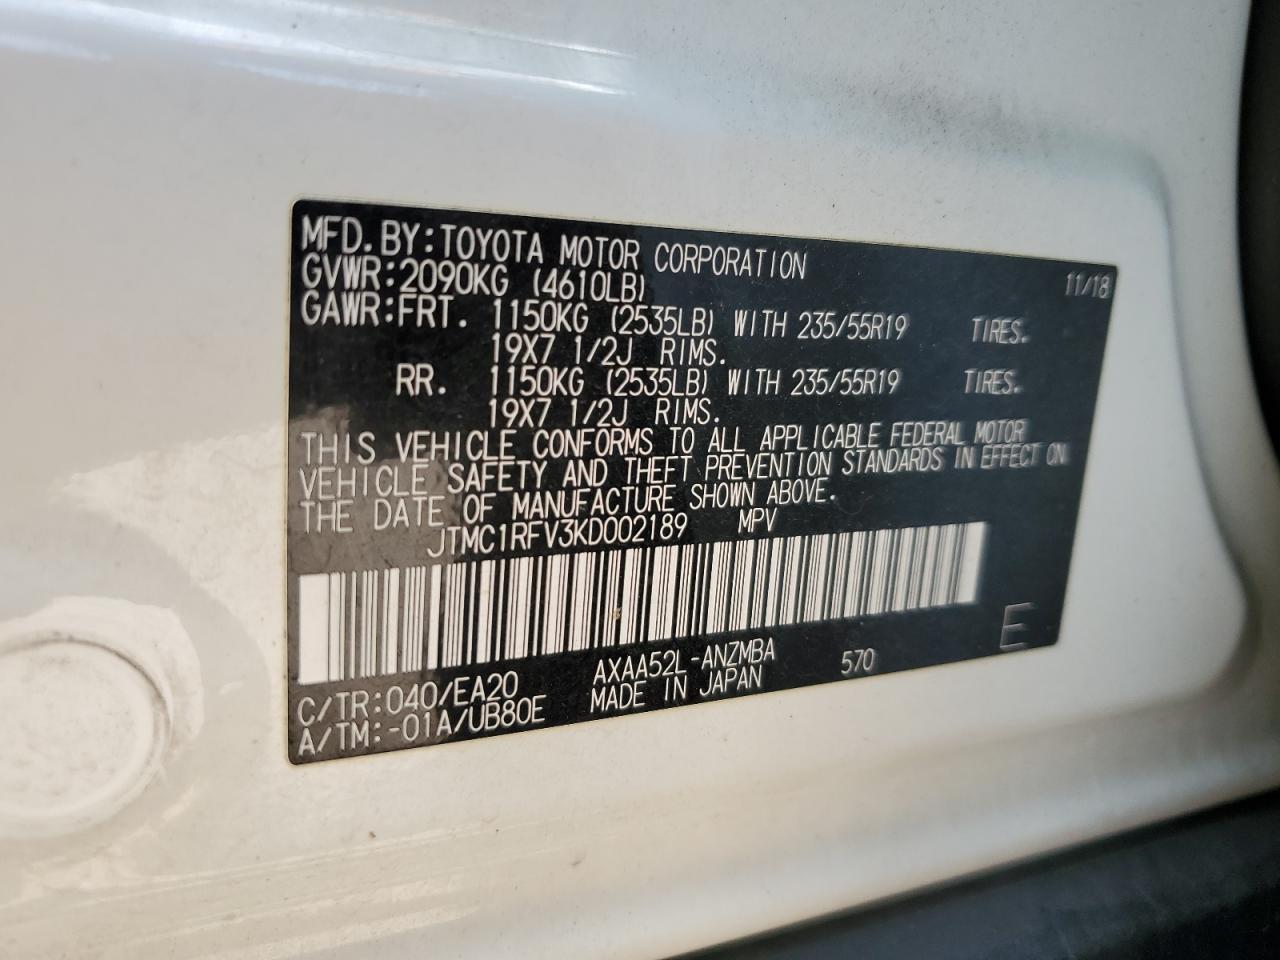 MFD.BY:TOYOTA MOTOR CORPORATION 11/18
GVWR:2090KG (4610LB)
GAWR:FRT. 1150KG (2535LB) WITH 235/55R19 TIRES.
19X7 1/2J RIMS.
RR. 1150KG (2535LB) WITH 235/55R19 TIRES.
19X7 1/2J RIMS.
THIS VEHICLE CONFORMS TO ALL APPLICABLE FEDERAL MOTOR
VEHICLE SAFETY AND THEFT PREVENTION STANDARDS IN EFFECT ON
THE DATE OF MANUFACTURE SHOWN ABOVE.
JTMC1RFV3KD002189 MPV
E
C/TR:040/EA20 AXAA52L-ANZMBA 570
A/TM:-01A/UB80E MADE IN JAPAN